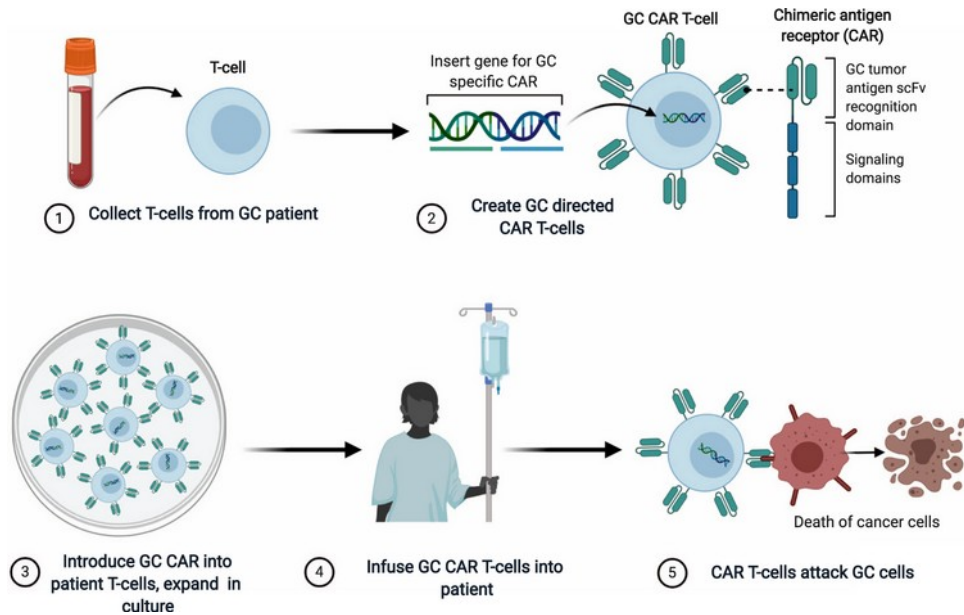 T-cell
Insert gene for GC
specific CAR
GC CAR T-cell
Chimeric antigen
receptor (CAR)
GC tumor
antigen scFv
recognition
domain
Signaling
domains
1
Collect T-cells from GC patient
2
Create GC directed
CAR T-cells
3
Introduce GC CAR into
patient T-cells, expand in
culture
4
Infuse GC CAR T-cells into
patient
Death of cancer cells
5
CAR T-cells attack GC cells